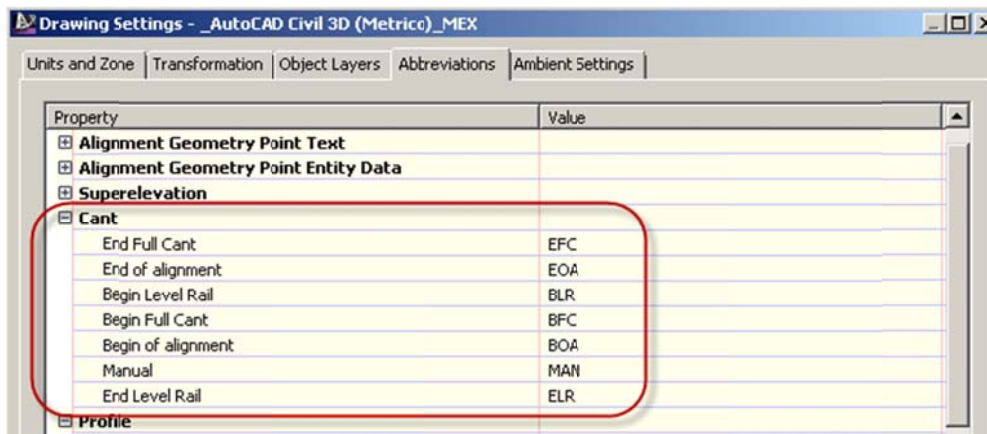 Drawing Settings - _AutoCAD Civil 3D (Metrico)_MEX
Units and Zone Transformation Object Layers Abbreviations Ambient Settings
Property Value
Alignment Geometry Point Text
Alignment Geometry Point Entity Data
Superelevation
Cant
End Full Cant EFC
End of alignment EOA
Begin Level Rail BLR
Begin Full Cant BFC
Begin of alignment BOA
Manual MAN
End Level Rail ELR
Profile